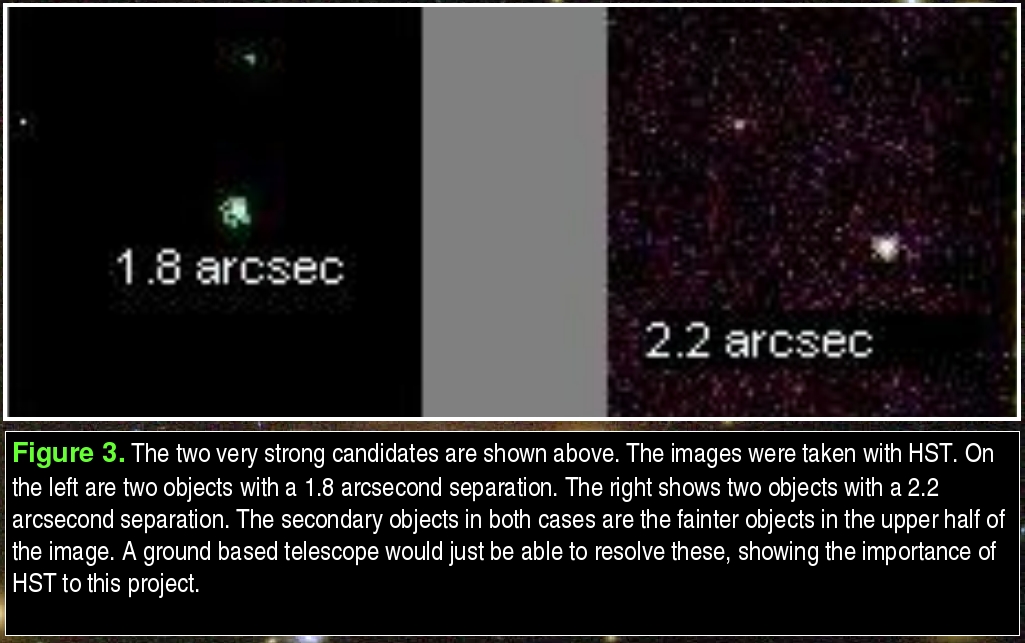 1.8 arcsec
2.2 arcsec
Figure 3. The two very strong candidates are shown above. The images were taken with HST. On
the left are two objects with a 1.8 arcsecond separation. The right shows two objects with a 2.2
arcsecond separation. The secondary objects in both cases are the fainter objects in the upper half of
the image. A ground based telescope would just be able to resolve these, showing the importance of
HST to this project.